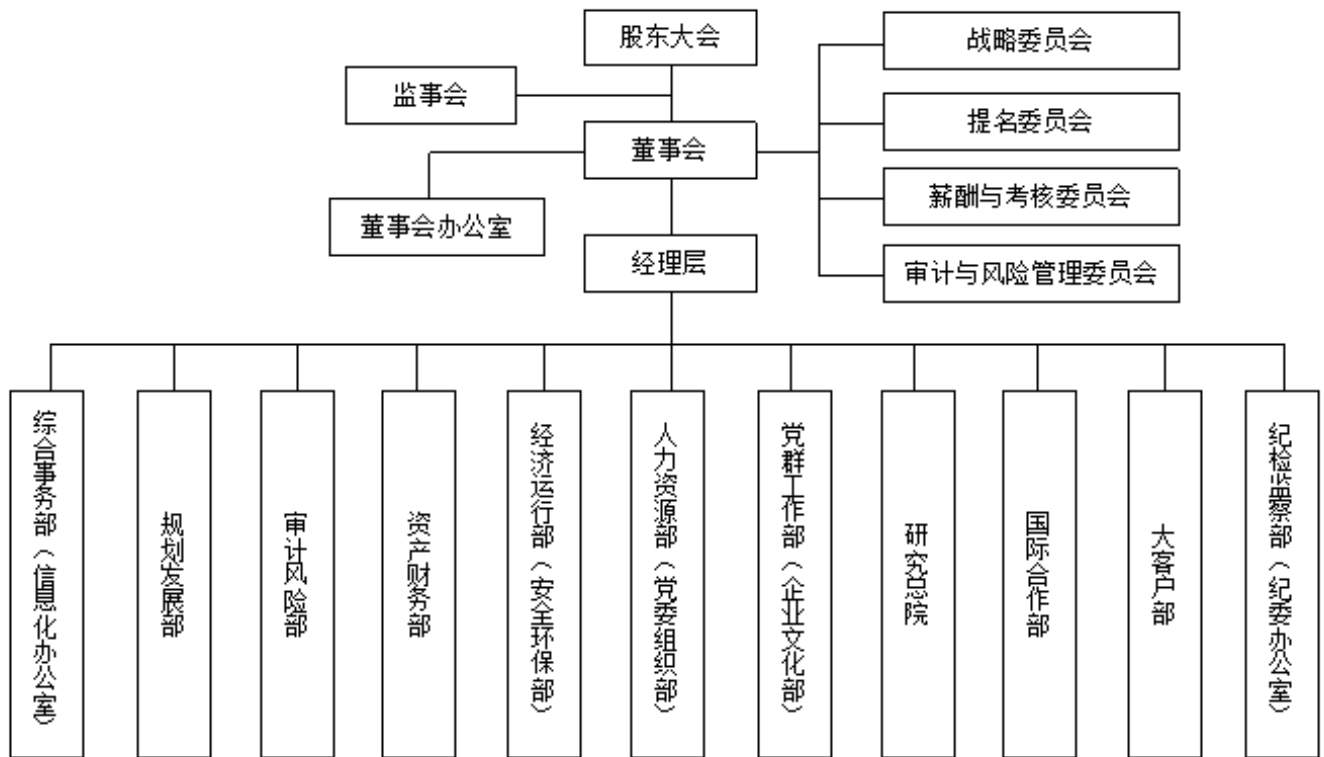 股东大会
战略委员会
监事会
提名委员会
董事会
薪酬与考核委员会
董事会办公室
经理层
审计与风险管理委员会
综合事务部（信息化办公室）
规划发展部
审计风险部
资产财务部
经济运行部（安全环保部）
人力资源部（党委组织部）
党群工作部（企业文化部）
研究总院
国际合作部
大客户部
纪检监察部（纪委办公室）